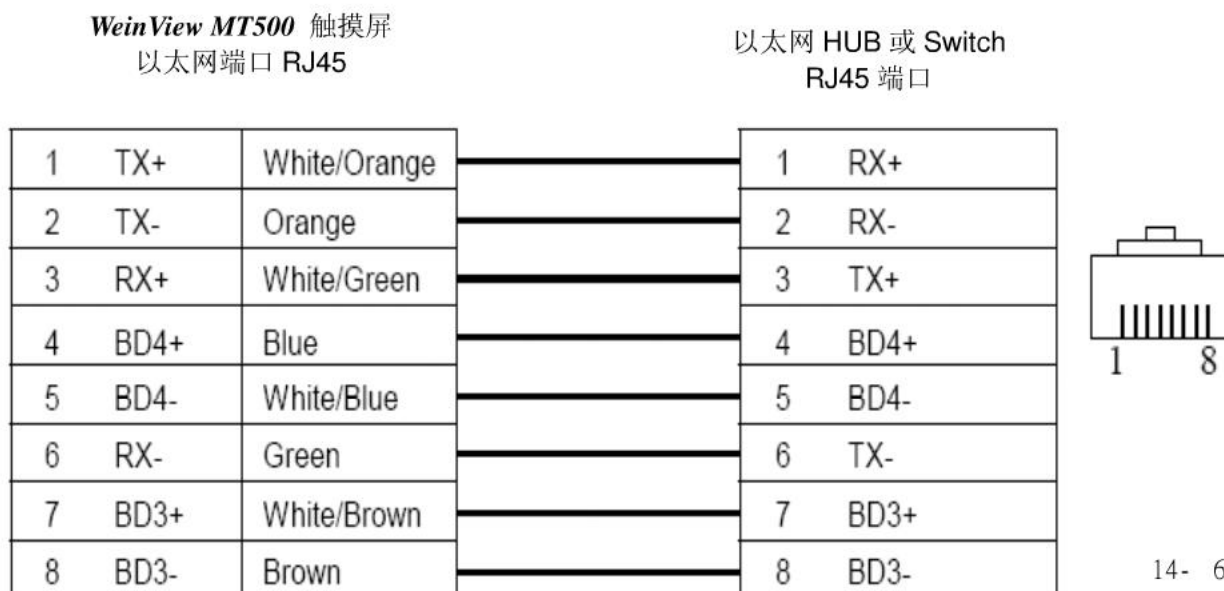 WeinView MT500 触摸屏
以太网端口 RJ45
以太网 HUB 或 Switch
RJ45 端口
1 TX+ White/Orange 1 RX+
2 TX- Orange 2 RX-
3 RX+ White/Green 3 TX+
4 BD4+ Blue 4 BD4+
5 BD4- White/Blue 5 BD4-
6 RX- Green 6 TX-
7 BD3+ White/Brown 7 BD3+
8 BD3- Brown 8 BD3-
1 8
14- 6